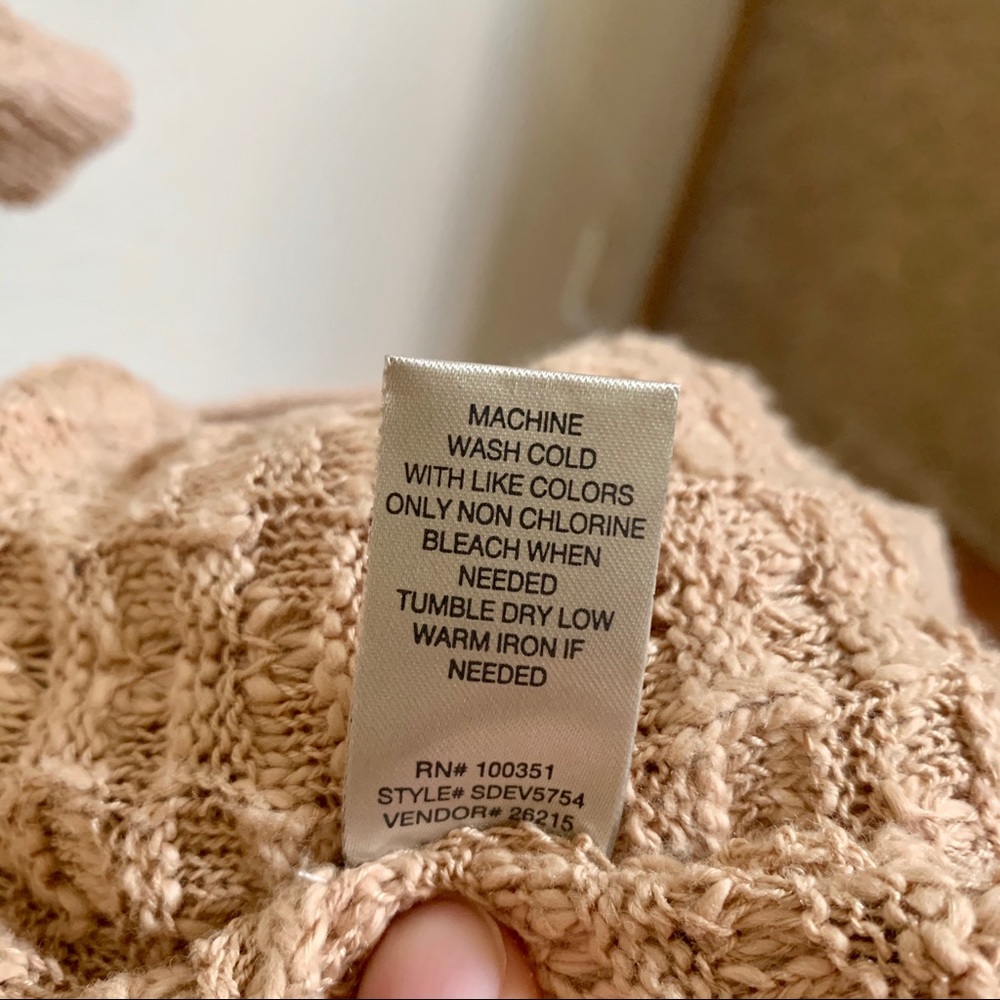 MACHINE
WASH COLD
WITH LIKE COLORS
ONLY NON CHLORINE
BLEACH WHEN
NEEDED
TUMBLE DRY LOW
WARM IRON IF
NEEDED
RN# 100351
STYLE# SDEV5754
VENDOR# 26215